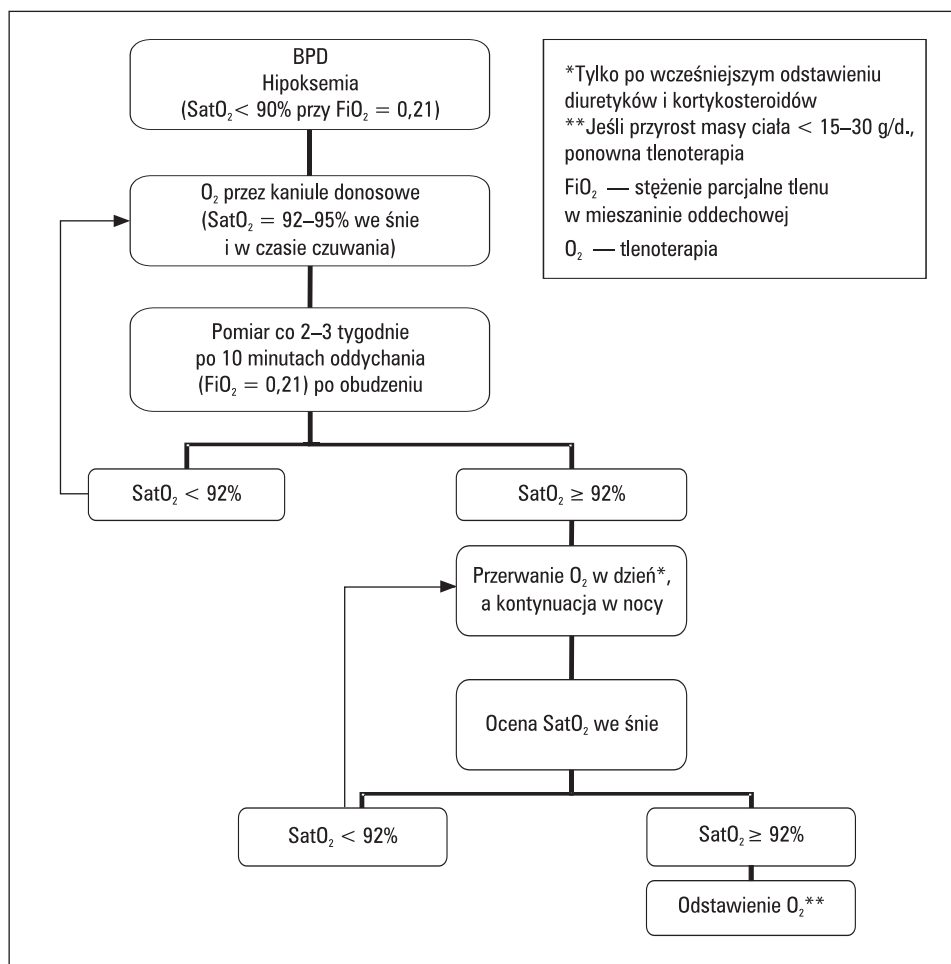 BPD
Hipoksemia
(SatO₂< 90% przy FiO₂ = 0,21)
*Tylko po wcześniejszym odstawieniu
diuretyków i kortykosteroidów
**Jeśli przyrost masy ciała < 15–30 g/d.,
ponowna tlenoterapia
FiO₂ — stężenie parcjalne tlenu
w mieszaninie oddechowej
O₂ — tlenoterapia
O₂ przez kaniule donosowe
(SatO₂ = 92–95% we śnie
i w czasie czuwania)
Pomiar co 2–3 tygodnie
po 10 minutach oddychania
(FiO₂ = 0,21) po obudzeniu
SatO₂ < 92%
SatO₂ ≥ 92%
Przerwanie O₂ w dzień*,
a kontynuacja w nocy
Ocena SatO₂ we śnie
SatO₂ < 92%
SatO₂ ≥ 92%
Odstawienie O₂**